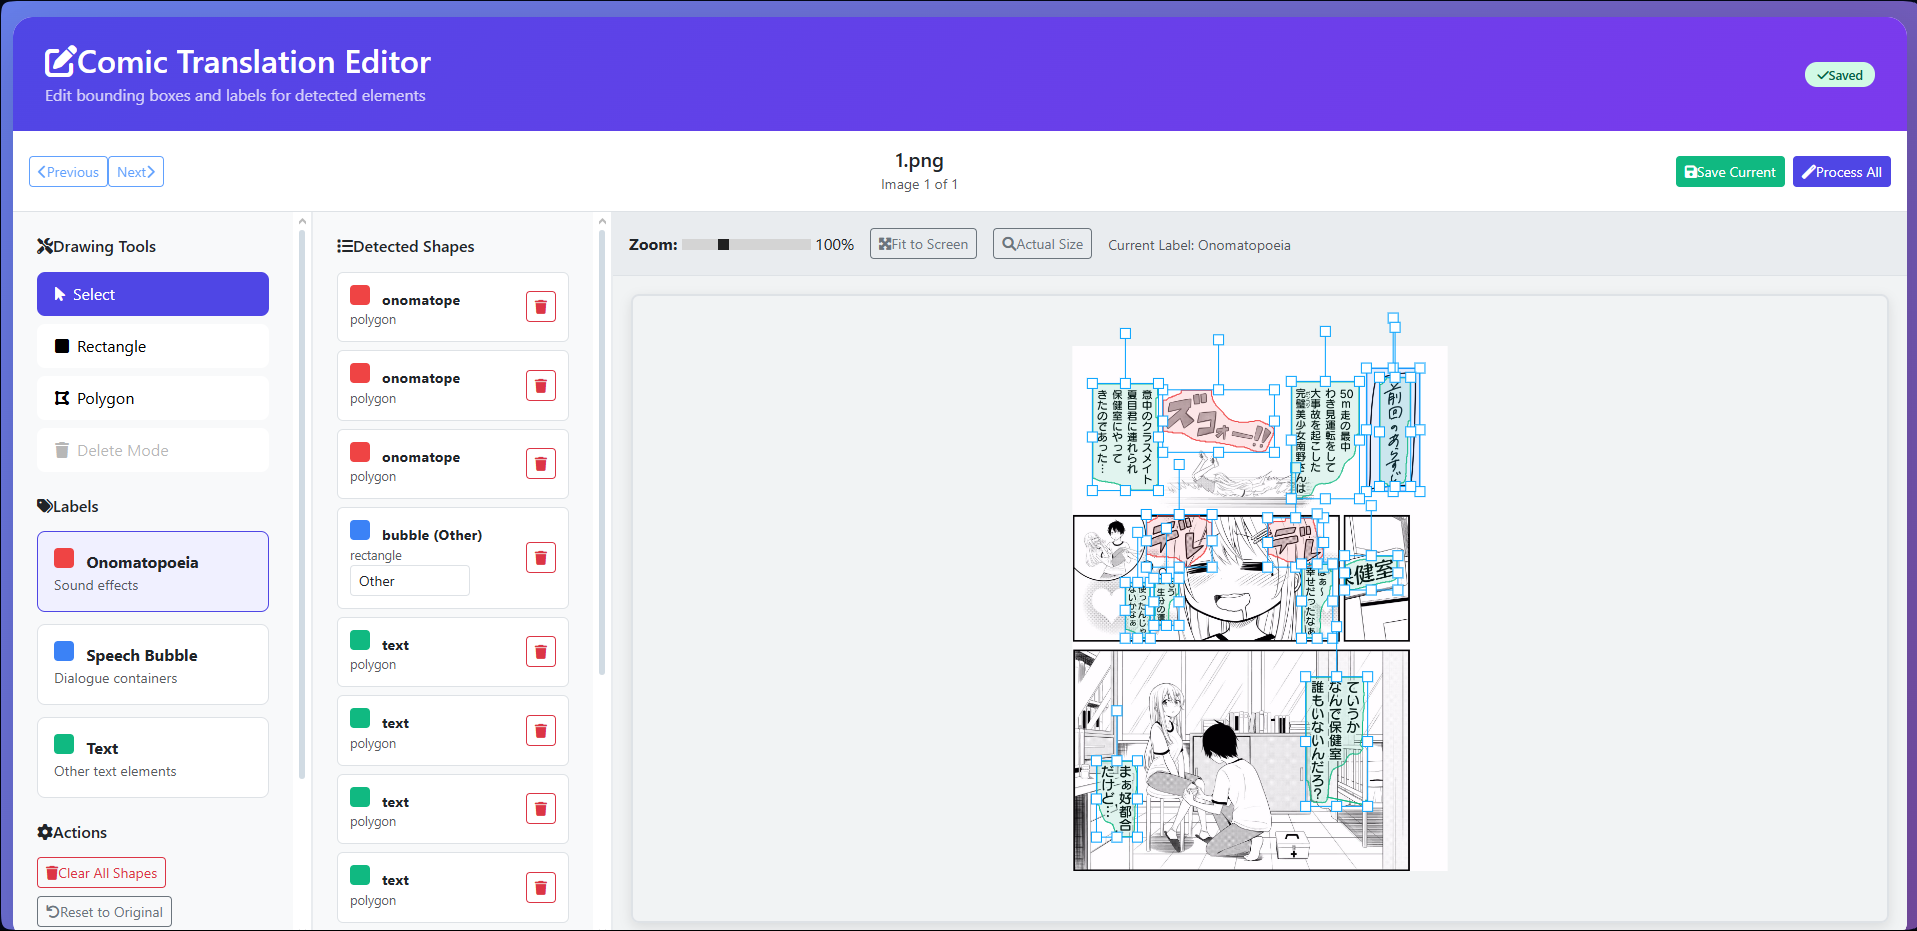 Comic Translation Editor
Edit bounding boxes and labels for detected elements
Saved
Previous
Next
1.png
Image 1 of 1
Save Current
Process All
Drawing Tools
Select
Rectangle
Polygon
Delete Mode
Labels
Onomatopoeia
Sound effects
Speech Bubble
Dialogue containers
Text
Other text elements
Actions
Clear All Shapes
Reset to Original
Detected Shapes
onomatope
polygon
onomatope
polygon
onomatope
polygon
bubble (Other)
rectangle
Other
text
polygon
text
polygon
text
polygon
text
polygon
Zoom:
100%
Fit to Screen
Actual Size
Current Label: Onomatopoeia
前回のあらすじ
50m走の最中
わき見運転をして
大事故を起こした
完璧美少女南野さんは
ズコォー!!
意中のクラスメイト
夏目君に連れられ
保健室にやって
きたのであった…
保健室
デレ
デレ
幸せだったなぁ
使ったんじゃ
ないかなぁ
ていうか
なんで保健室
誰もいないんだろ?
まぁ好都合
だけど…